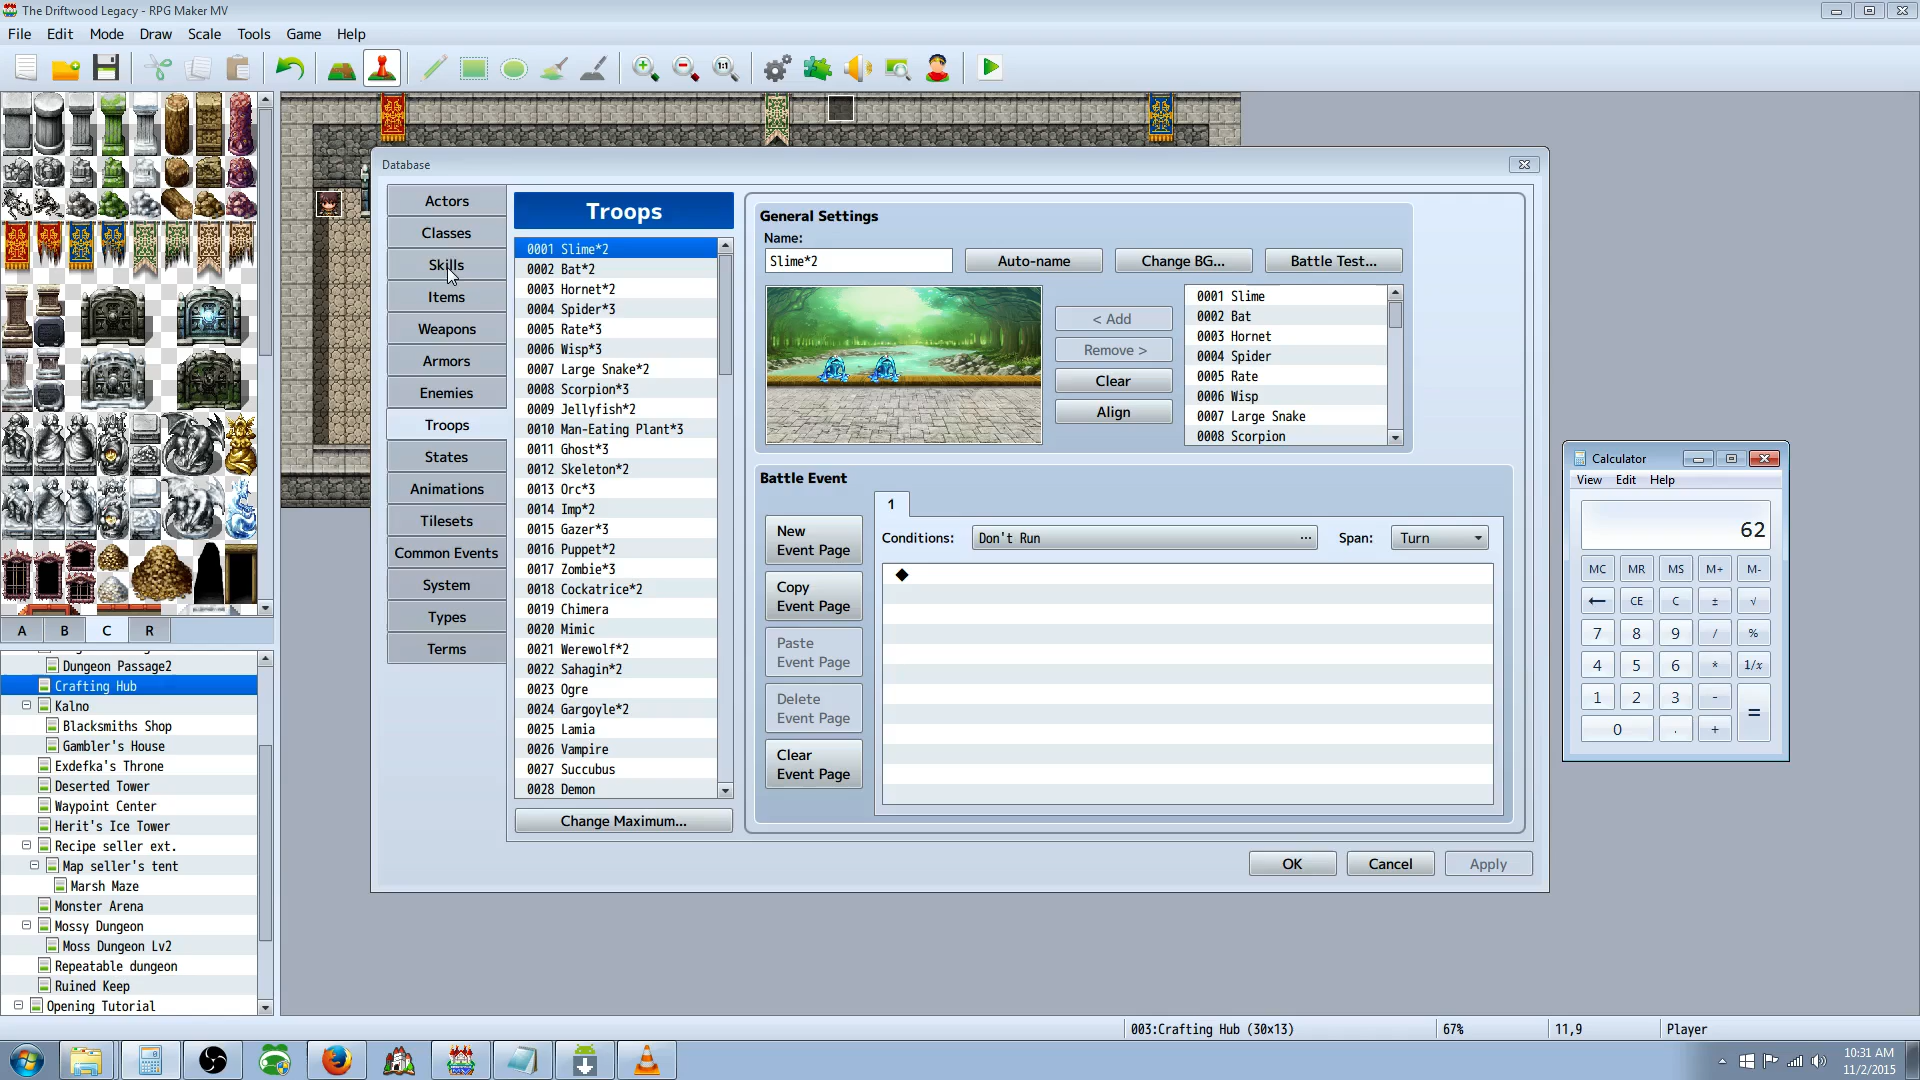 The Driftwood Legacy - RPG Maker MV
File Edit Mode Draw Scale Tools Game Help
1:1
Database
Actors
Classes
Skills
Items
Weapons
Armors
Enemies
Troops
States
Animations
Tilesets
Common Events
System
Types
Terms
Troops
0001 Slime*2
0002 Bat*2
0003 Hornet*2
0004 Spider*3
0005 Rate*3
0006 Wisp*3
0007 Large Snake*2
0008 Scorpion*3
0009 Jellyfish*2
0010 Man-Eating Plant*3
0011 Ghost*3
0012 Skeleton*2
0013 Orc*3
0014 Imp*2
0015 Gazer*3
0016 Puppet*2
0017 Zombie*3
0018 Cockatrice*2
0019 Chimera
0020 Mimic
0021 Werewolf*2
0022 Sahagin*2
0023 Ogre
0024 Gargoyle*2
0025 Lamia
0026 Vampire
0027 Succubus
0028 Demon
Change Maximum...
General Settings
Name:
Slime*2
Auto-name
Change BG...
Battle Test...
< Add
Remove >
Clear
Align
0001 Slime
0002 Bat
0003 Hornet
0004 Spider
0005 Rate
0006 Wisp
0007 Large Snake
0008 Scorpion
Battle Event
1
New
Event Page
Copy
Event Page
Paste
Event Page
Delete
Event Page
Clear
Event Page
Conditions: Don't Run ... Span: Turn
◆
OK Cancel Apply
Calculator
View Edit Help
62
MC MR MS M+ M-
← CE C ± √
7 8 9 / %
4 5 6 * 1/x
1 2 3 - =
0 . +
A B C R
Dungeon Passage2
Crafting Hub
Kalno
Blacksmiths Shop
Gambler's House
Exdefka's Throne
Deserted Tower
Waypoint Center
Herit's Ice Tower
Recipe seller ext.
Map seller's tent
Marsh Maze
Monster Arena
Mossy Dungeon
Moss Dungeon Lv2
Repeatable dungeon
Ruined Keep
Opening Tutorial
003:Crafting Hub (30x13) 67% 11,9 Player
10:31 AM
11/2/2015